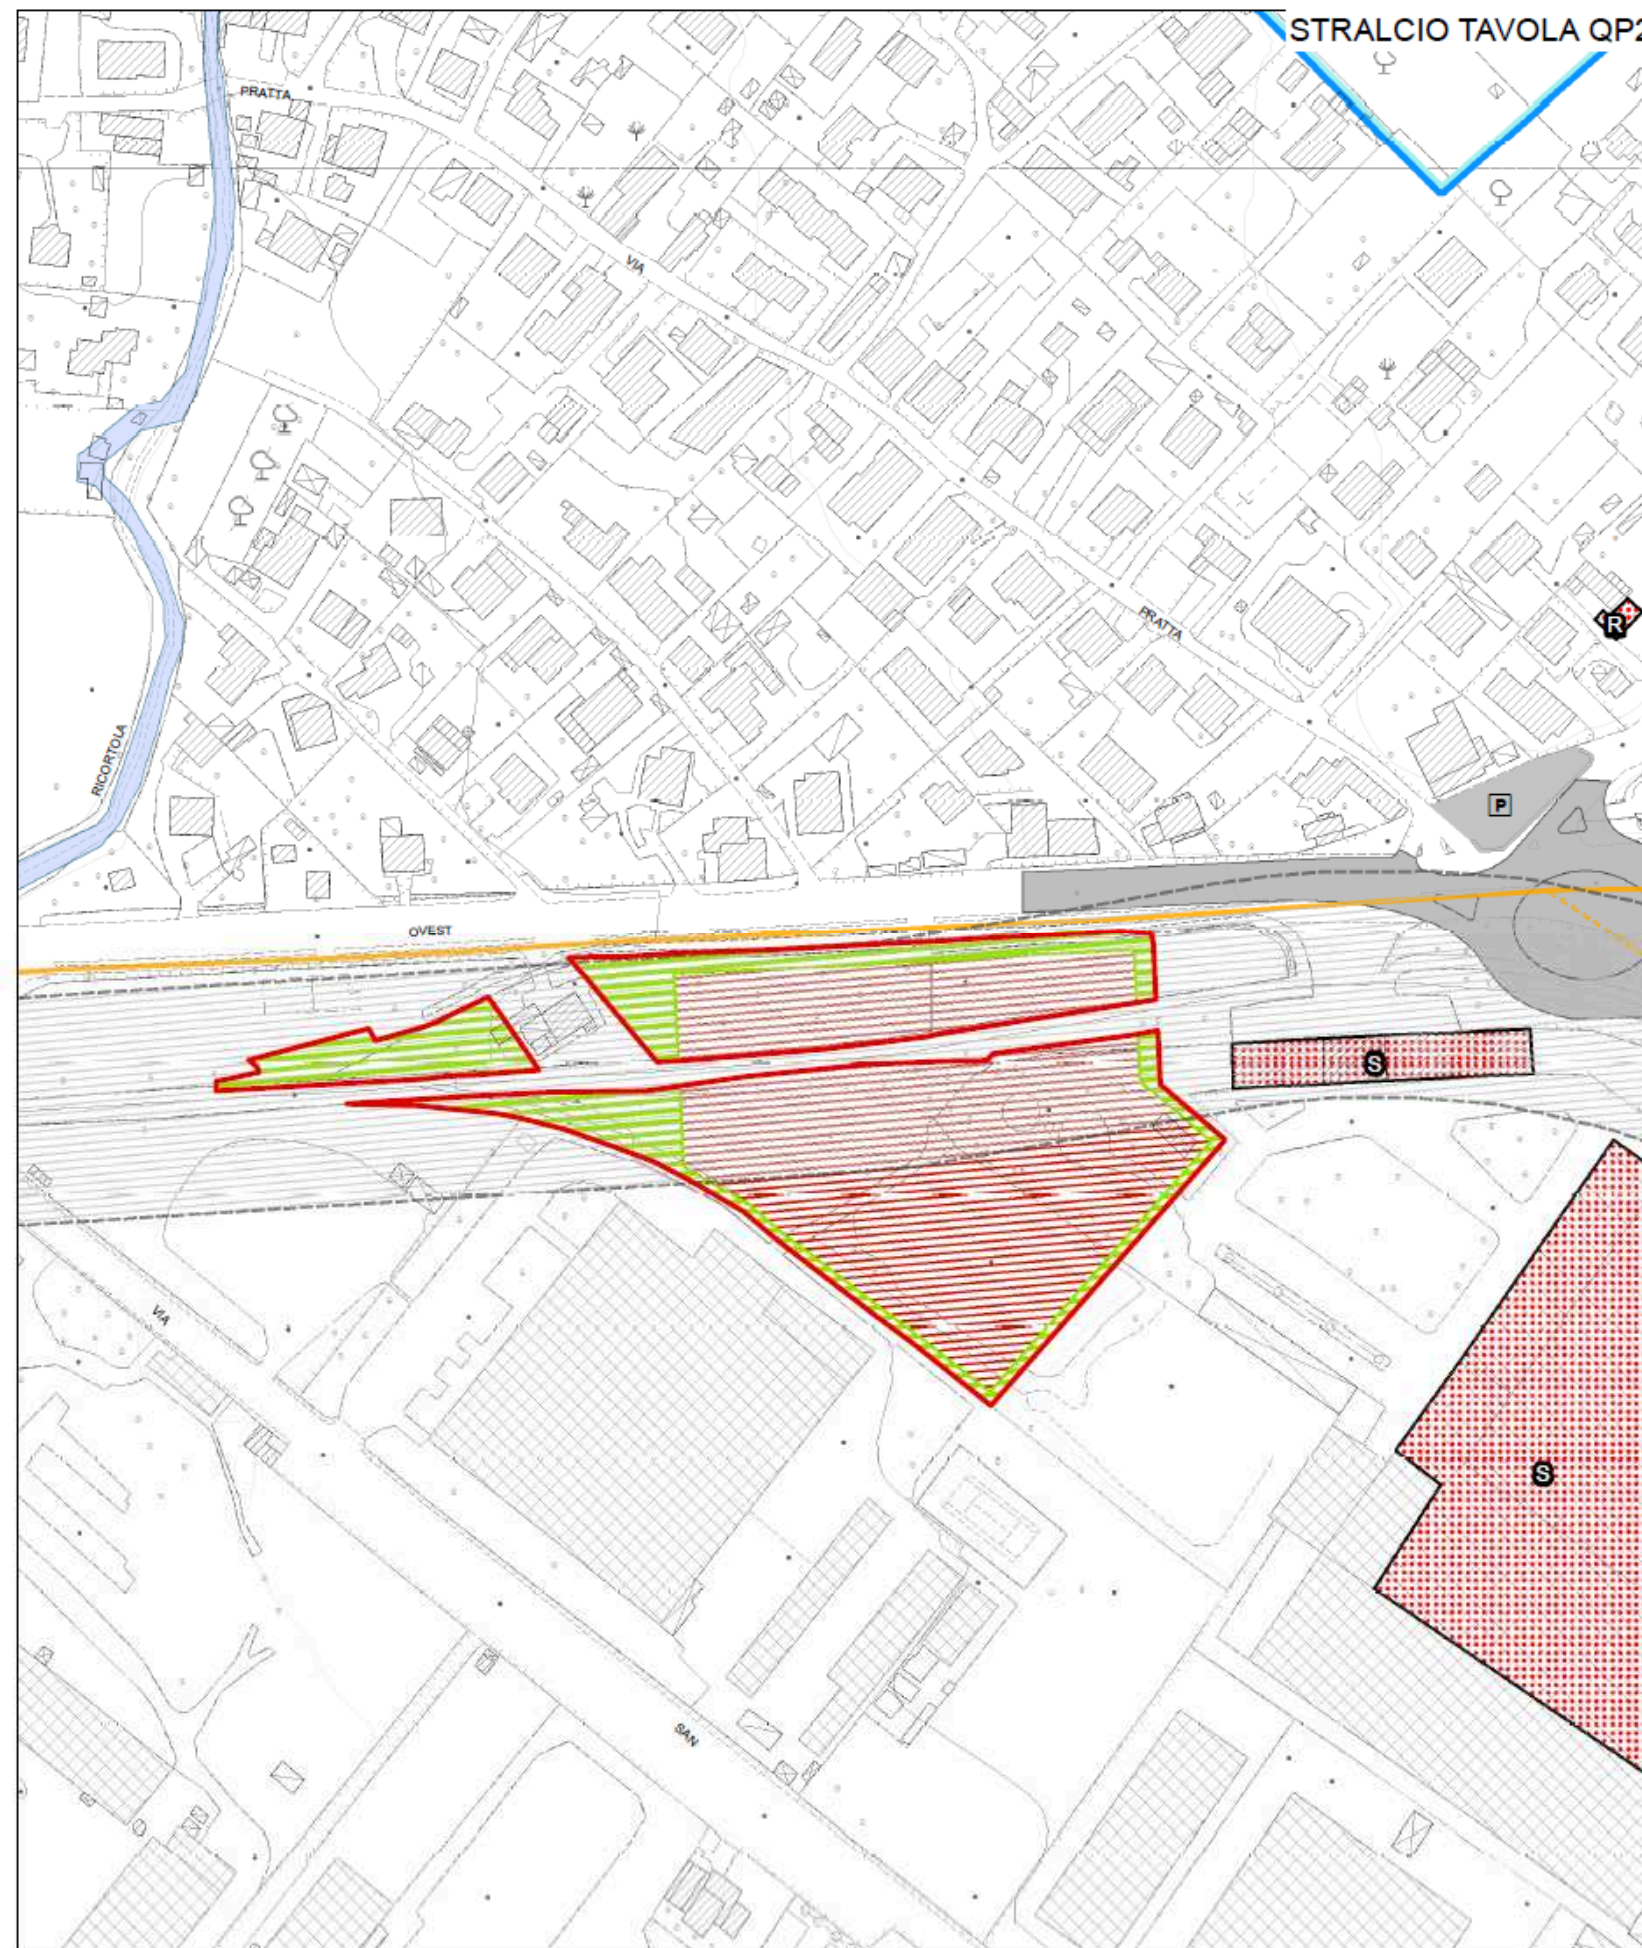 STRALCIO TAVOLA QP2
PRATTA
VIA
R
PRATTA
RICORTOLA
P
OVEST
S
VIA
S
SAN